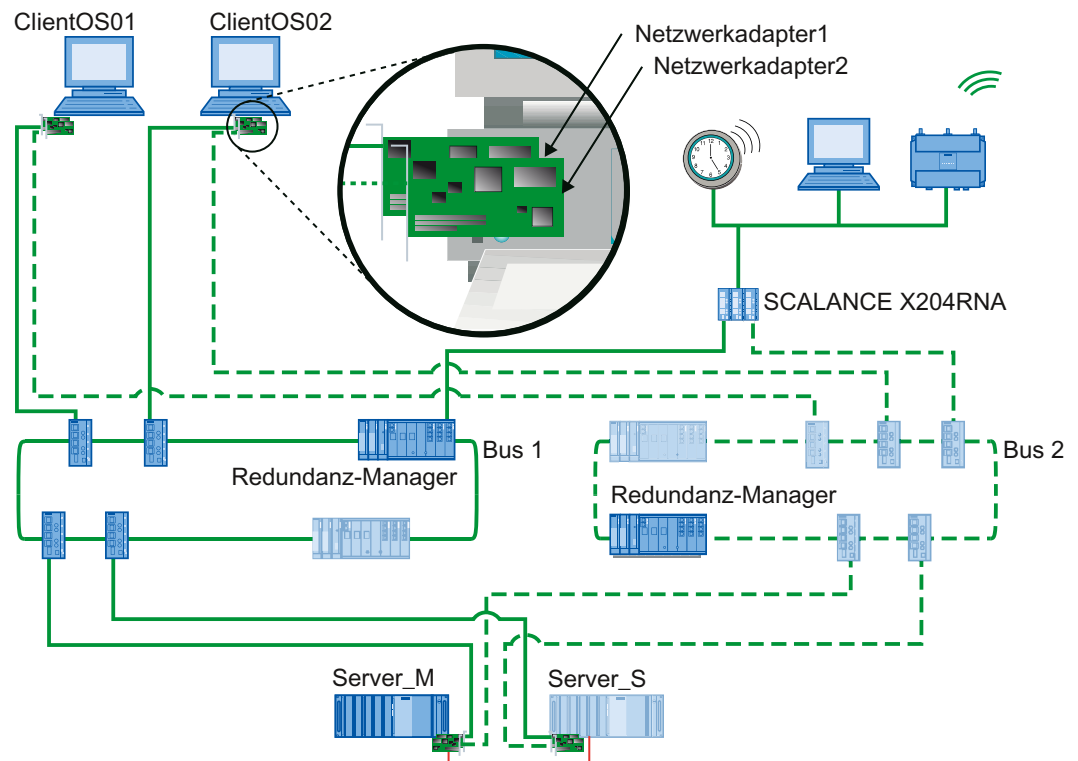 ClientOS01
ClientOS02
Netzwerkadapter1
Netzwerkadapter2
SCALANCE X204RNA
Bus 1
Redundanz-Manager
Bus 2
Redundanz-Manager
Server_M
Server_S